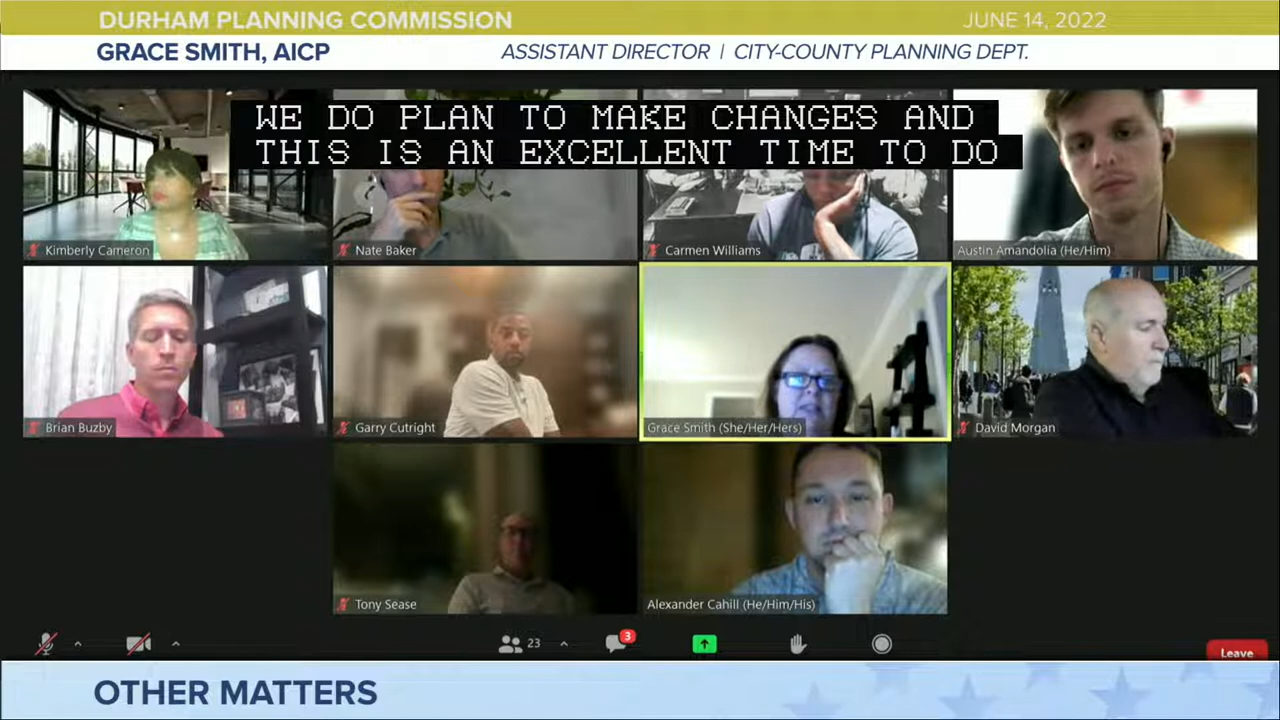 DURHAM PLANNING COMMISSION JUNE 14, 2022
GRACE SMITH, AICP ASSISTANT DIRECTOR | CITY-COUNTY PLANNING DEPT.
WE DO PLAN TO MAKE CHANGES AND
THIS IS AN EXCELLENT TIME TO DO
Kimberly Cameron
Nate Baker
Carmen Williams
Austin Amandolia (He/Him)
Brian Buzby
Garry Cutright
Grace Smith (She/Her/Hers)
David Morgan
Tony Sease
Alexander Cahill (He/Him/His)
23
3
Leave
OTHER MATTERS